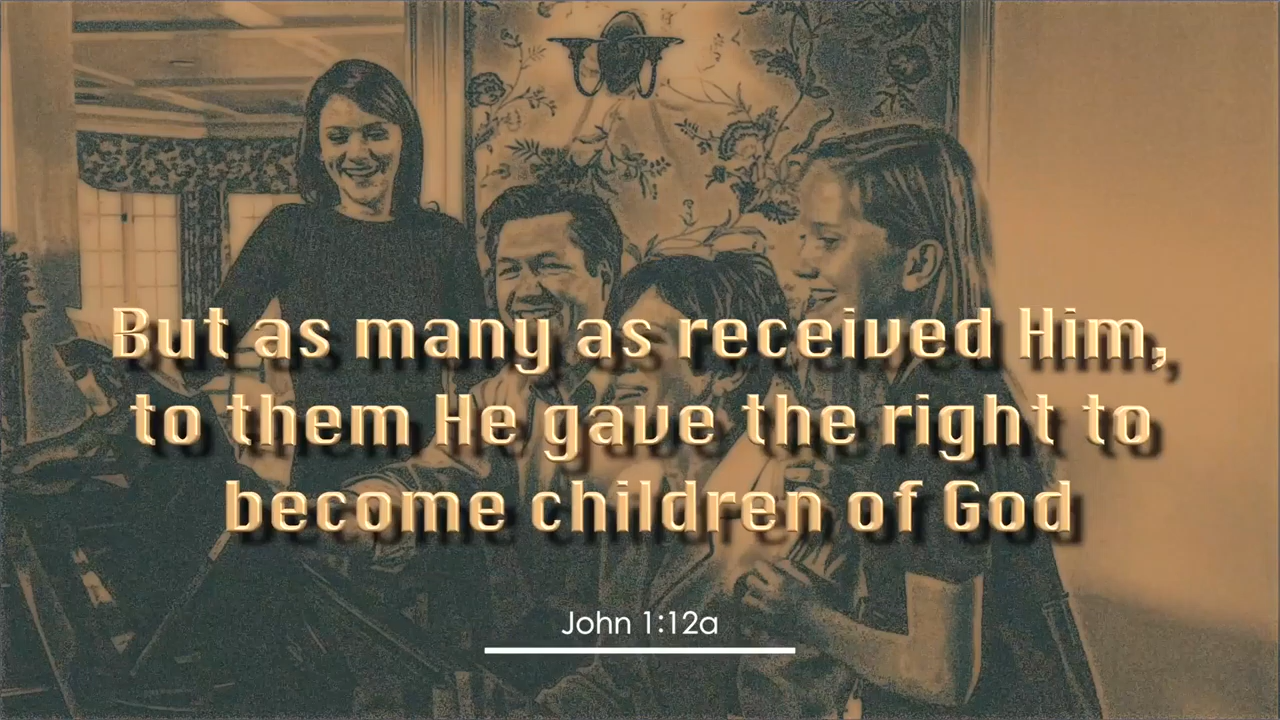 But as many as received Him,
to them He gave the right to
become children of God
John 1:12a